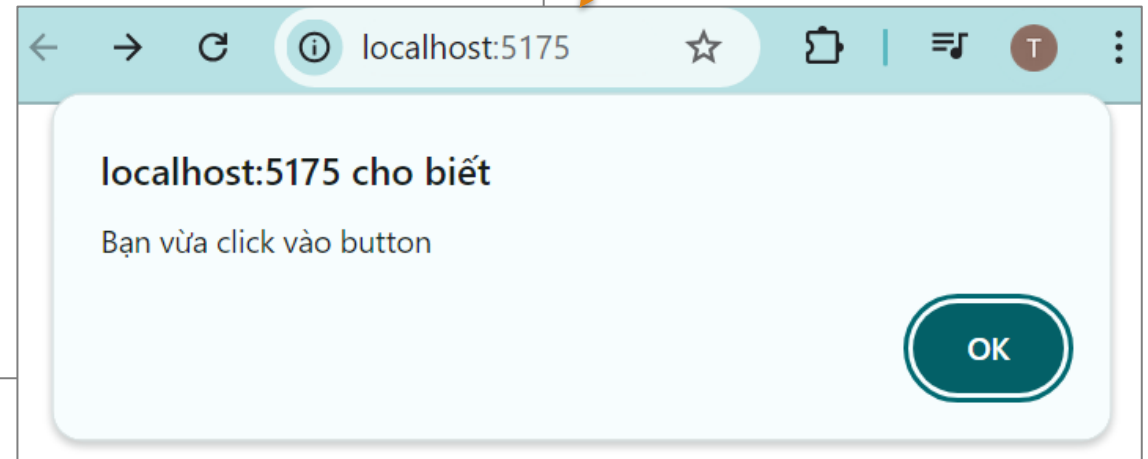 localhost:5175
T
localhost:5175 cho biết
Bạn vừa click vào button
OK